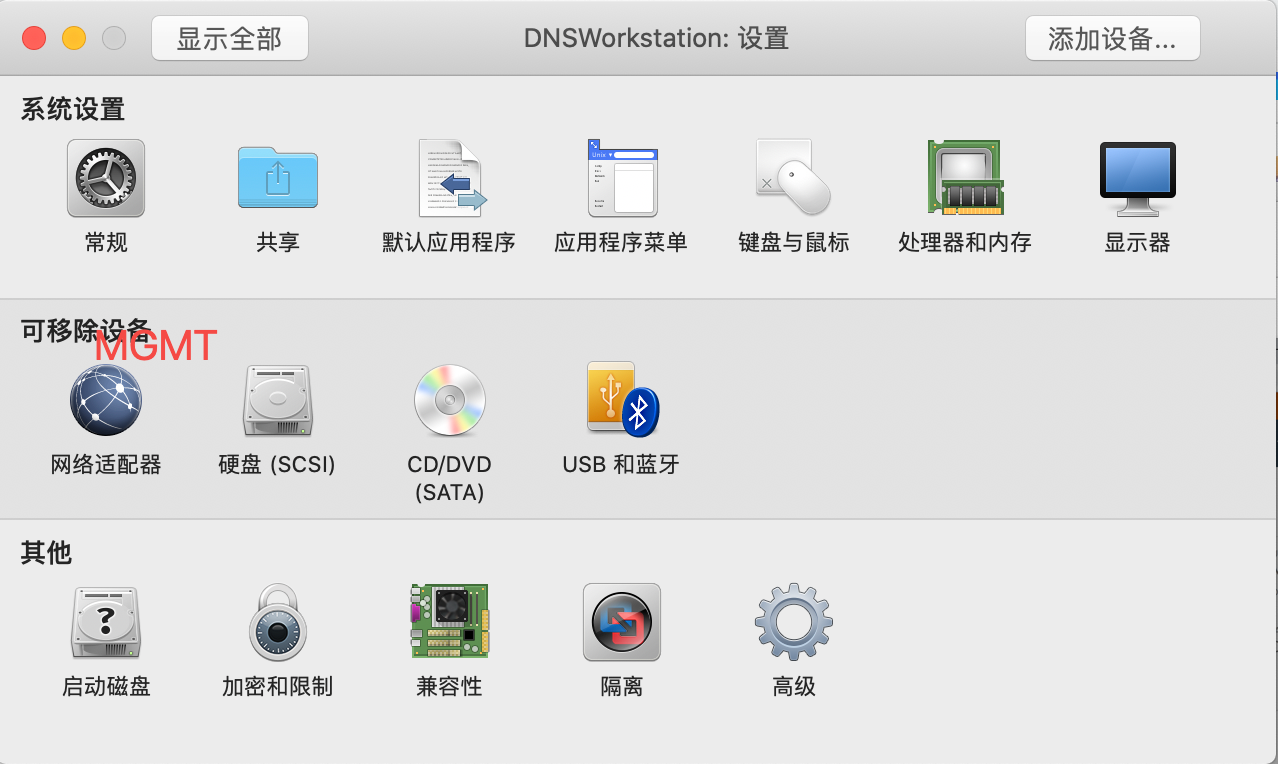 显示全部
DNSWorkstation: 设置
添加设备...
系统设置
常规
共享
默认应用程序
Unix
应用程序菜单
键盘与鼠标
处理器和内存
显示器
可移除设备
MGMT
网络适配器
硬盘 (SCSI)
CD/DVD
(SATA)
USB 和蓝牙
其他
?
启动磁盘
加密和限制
兼容性
隔离
高级